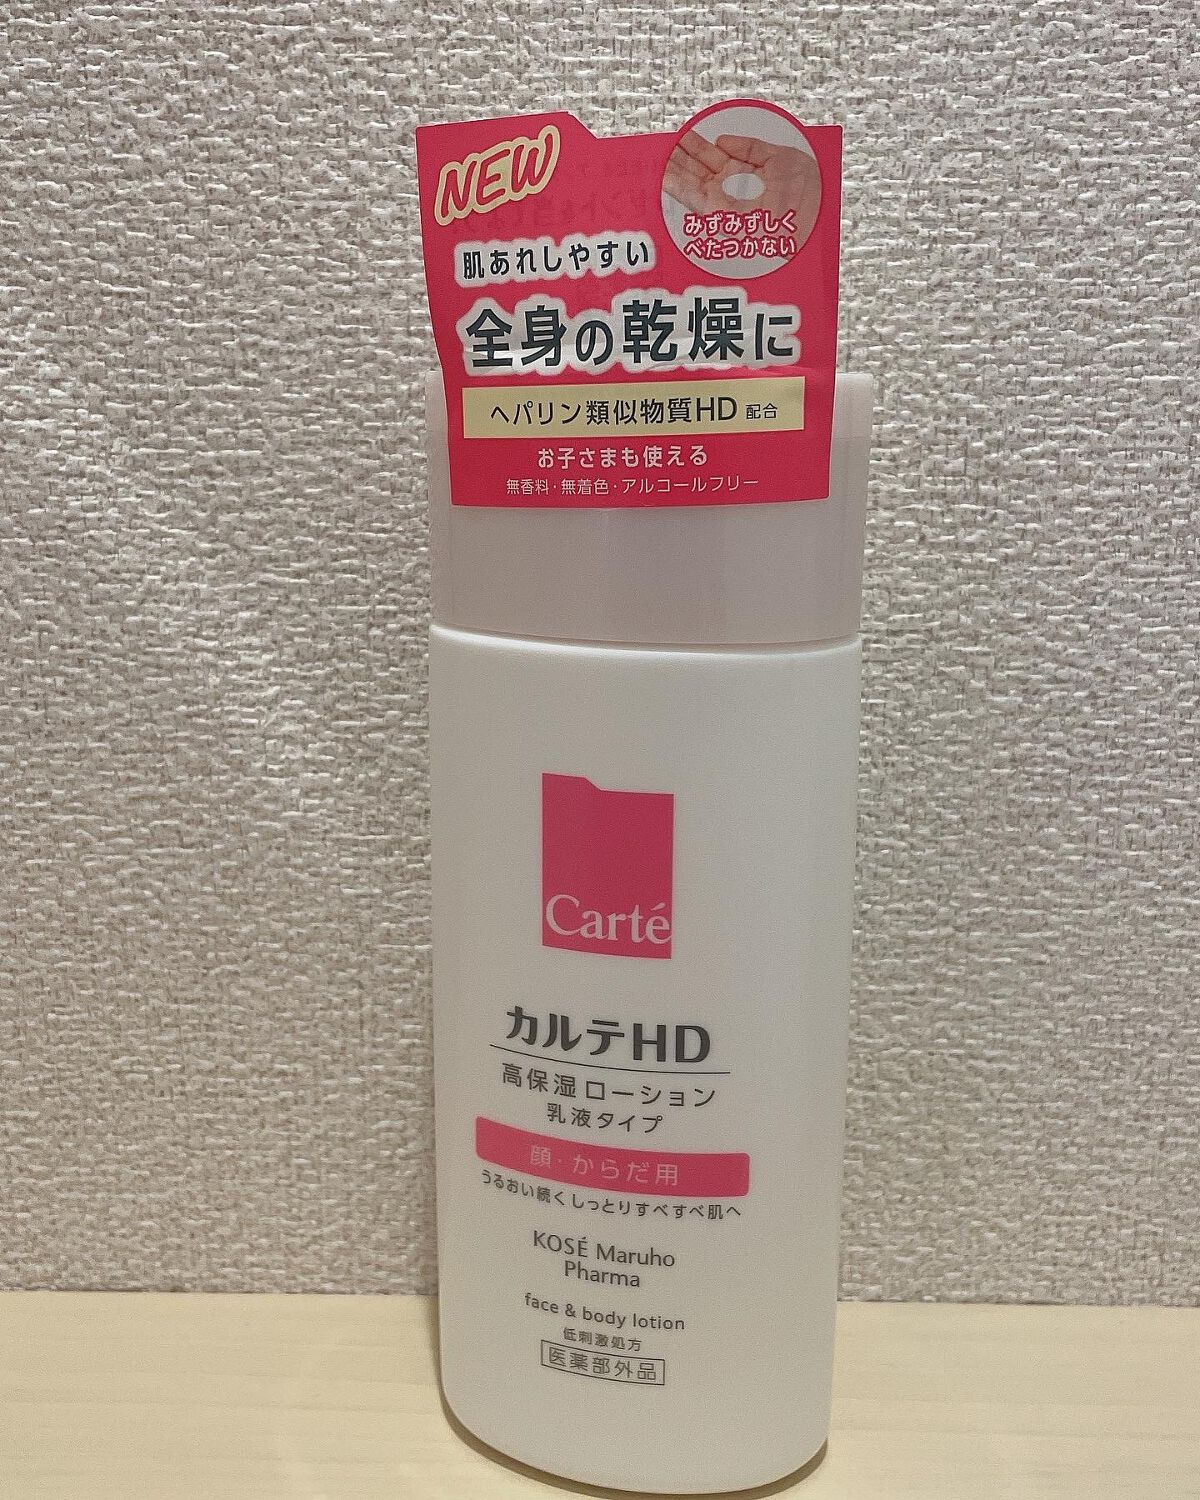 NEW
みずみずしく
べたつかない
肌あれしやすい
全身の乾燥に
ヘパリン類似物質HD 配合
お子さまも使える
無香料・無着色・アルコールフリー
Carté
カルテHD
高保湿ローション
乳液タイプ
顔・からだ用
うるおい続くしっとりすべすべ肌へ
KOSÉ Maruho
Pharma
face & body lotion
低刺激処方
医薬部外品